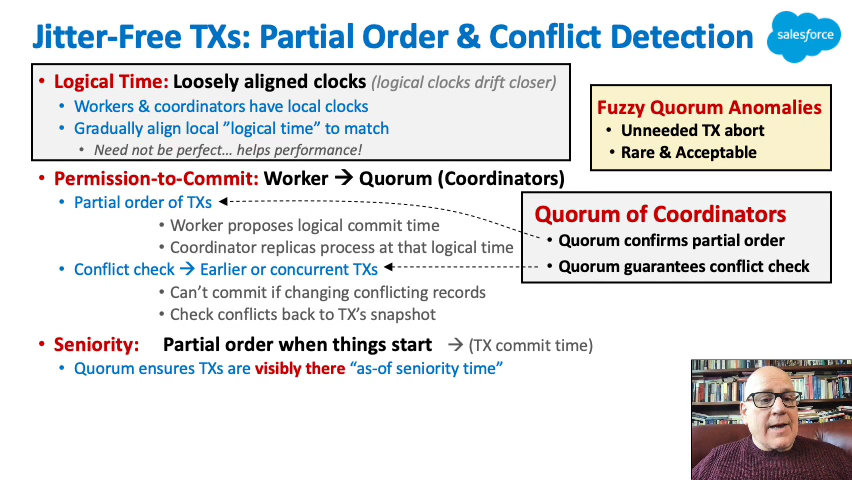 Jitter-Free TXs: Partial Order & Conflict Detection
salesforce
• Logical Time: Loosely aligned clocks (logical clocks drift closer)
• Workers & coordinators have local clocks
• Gradually align local ”logical time” to match
• Need not be perfect… helps performance!
Fuzzy Quorum Anomalies
• Unneeded TX abort
• Rare & Acceptable
• Permission-to-Commit: Worker → Quorum (Coordinators)
• Partial order of TXs
• Worker proposes logical commit time
• Coordinator replicas process at that logical time
• Conflict check → Earlier or concurrent TXs
• Can’t commit if changing conflicting records
• Check conflicts back to TX’s snapshot
Quorum of Coordinators
• Quorum confirms partial order
• Quorum guarantees conflict check
• Seniority: Partial order when things start → (TX commit time)
• Quorum ensures TXs are visibly there “as-of seniority time”